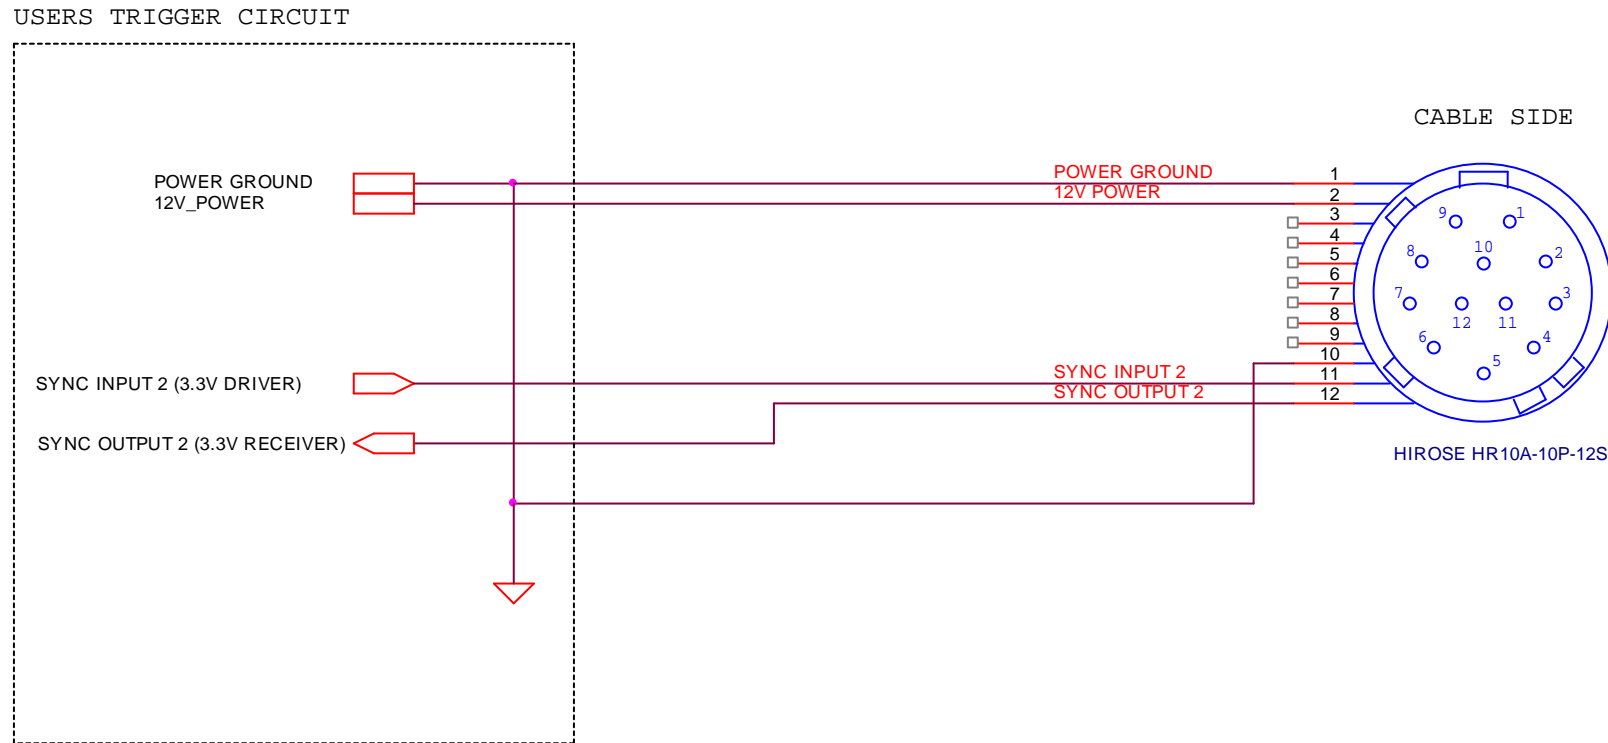 USERS TRIGGER CIRCUIT
CABLE SIDE
POWER GROUND
12V_POWER
POWER GROUND
12V POWER
1
2
3
4
5
6
7
8
9
10
11
12
9
1
8
10
2
7
12
11
3
6
4
5
SYNC INPUT 2 (3.3V DRIVER)
SYNC INPUT 2
SYNC OUTPUT 2
SYNC OUTPUT 2 (3.3V RECEIVER)
HIROSE HR10A-10P-12S